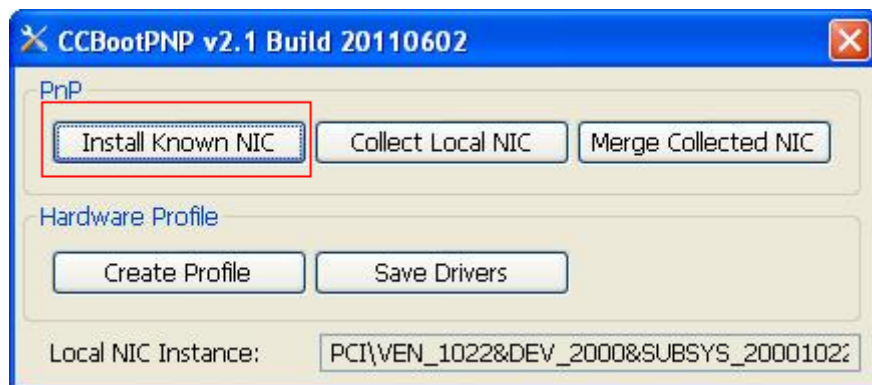 CCBootPNP v2.1 Build 20110602
PnP
Install Known NIC Collect Local NIC Merge Collected NIC
Hardware Profile
Create Profile Save Drivers
Local NIC Instance: PCI\VEN_1022&DEV_2000&SUBSYS_20001022